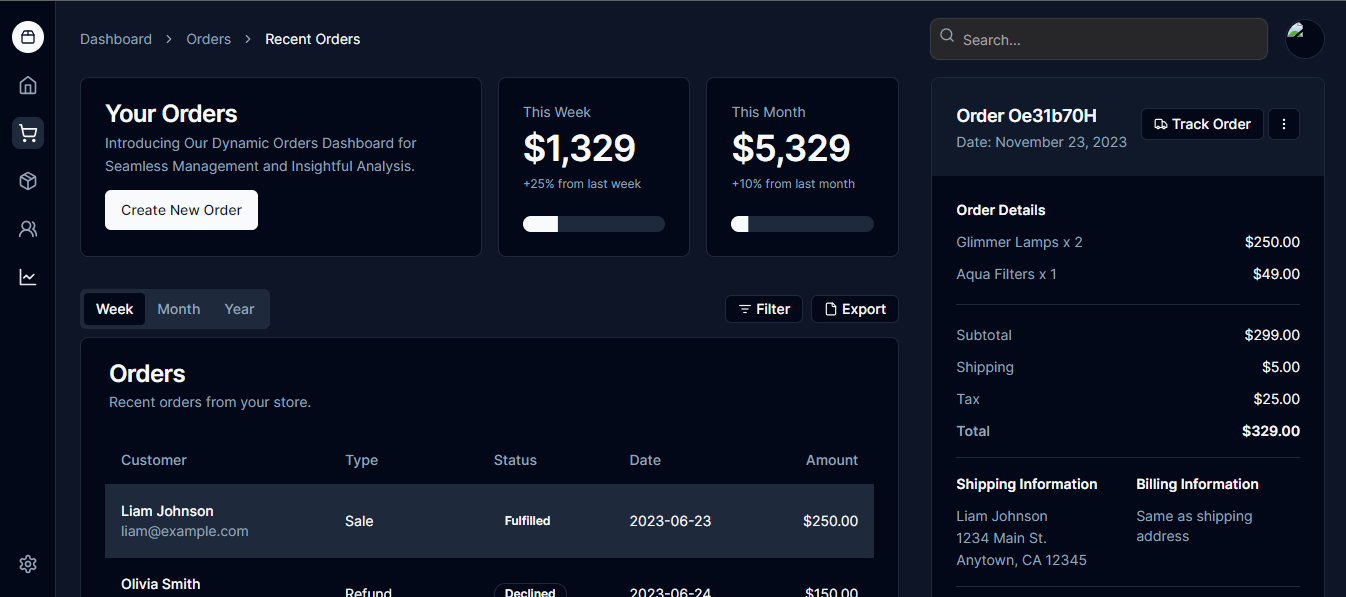 Dashboard > Orders > Recent Orders
Search...
Your Orders
Introducing Our Dynamic Orders Dashboard for
Seamless Management and Insightful Analysis.
Create New Order
This Week
$1,329
+25% from last week
This Month
$5,329
+10% from last month
Week Month Year
Filter Export
Orders
Recent orders from your store.
Customer Type Status Date Amount
Liam Johnson
liam@example.com
Sale Fulfilled 2023-06-23 $250.00
Olivia Smith
Refund Declined 2023-06-24 $150.00
Order Oe31b70H
Date: November 23, 2023
Track Order
Order Details
Glimmer Lamps x 2 $250.00
Aqua Filters x 1 $49.00
Subtotal $299.00
Shipping $5.00
Tax $25.00
Total $329.00
Shipping Information
Liam Johnson
1234 Main St.
Anytown, CA 12345
Billing Information
Same as shipping
address